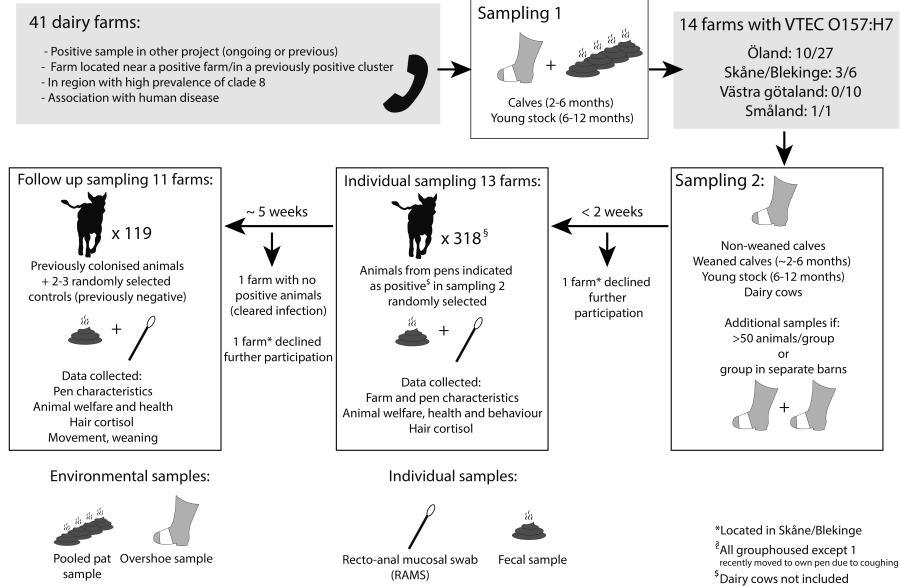 41 dairy farms:
- Positive sample in other project (ongoing or previous)
- Farm located near a positive farm/in a previously positive cluster
- In region with high prevalence of clade 8
- Association with human disease
Sampling 1
+
Calves (2-6 months)
Young stock (6-12 months)
14 farms with VTEC O157:H7
Öland: 10/27
Skåne/Blekinge: 3/6
Västra götaland: 0/10
Småland: 1/1
Sampling 2:
Non-weaned calves
Weaned calves (~2-6 months)
Young stock (6-12 months)
Dairy cows
Additional samples if:
>50 animals/group
or
group in separate barns
+
< 2 weeks
1 farm* declined
further
participation
Individual sampling 13 farms:
x 318§
Animals from pens indicated
as positive$ in sampling 2
randomly selected
+
Data collected:
Farm and pen characteristics
Animal welfare, health and behaviour
Hair cortisol
~ 5 weeks
1 farm with no
positive animals
(cleared infection)
1 farm* declined
further participation
Follow up sampling 11 farms:
x 119
Previously colonised animals
+ 2-3 randomly selected
controls (previously negative)
+
Data collected:
Pen characteristics
Animal welfare and health
Hair cortisol
Movement, weaning
Environmental samples:
Pooled pat
sample
Overshoe sample
Individual samples:
Recto-anal mucosal swab
(RAMS)
Fecal sample
*Located in Skåne/Blekinge
§All grouphoused except 1
recently moved to own pen due to coughing
$Dairy cows not included